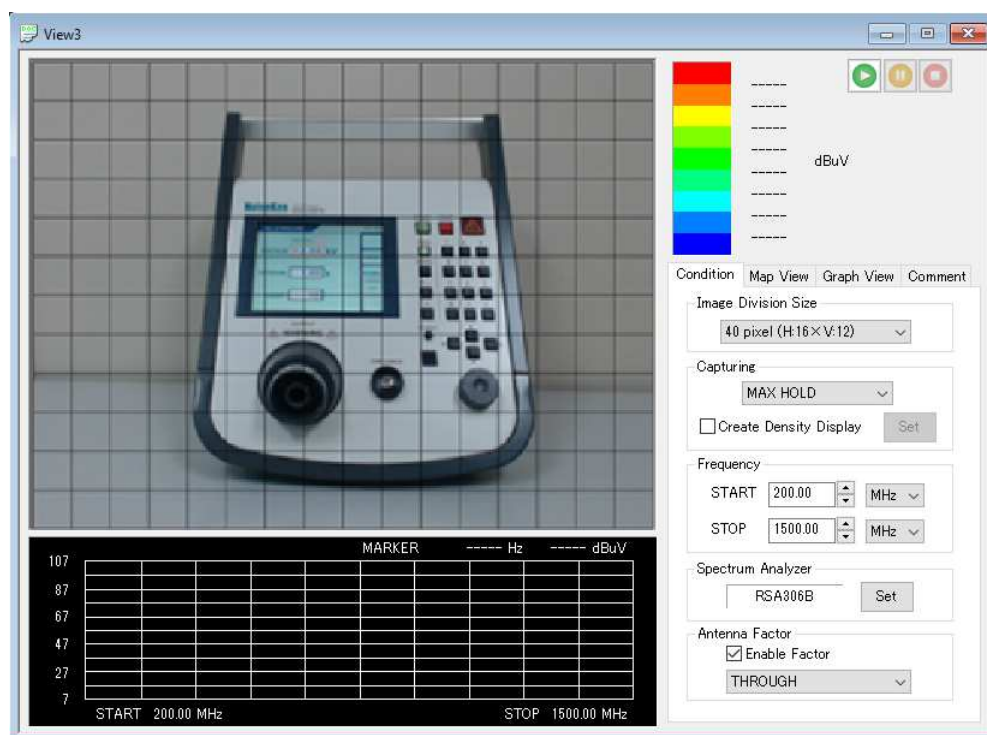 View3
-----
-----
-----
-----
dBuV
-----
-----
-----
-----
Condition Map View Graph View Comment
Image Division Size
40 pixel (H:16×V:12)
Capturing
MAX HOLD
Create Density Display Set
Frequency
START 200.00 MHz
STOP 1500.00 MHz
Spectrum Analyzer
RSA306B Set
Antenna Factor
Enable Factor
THROUGH
MARKER ----- Hz ----- dBuV
107
87
67
47
27
7
START 200.00 MHz STOP 1500.00 MHz